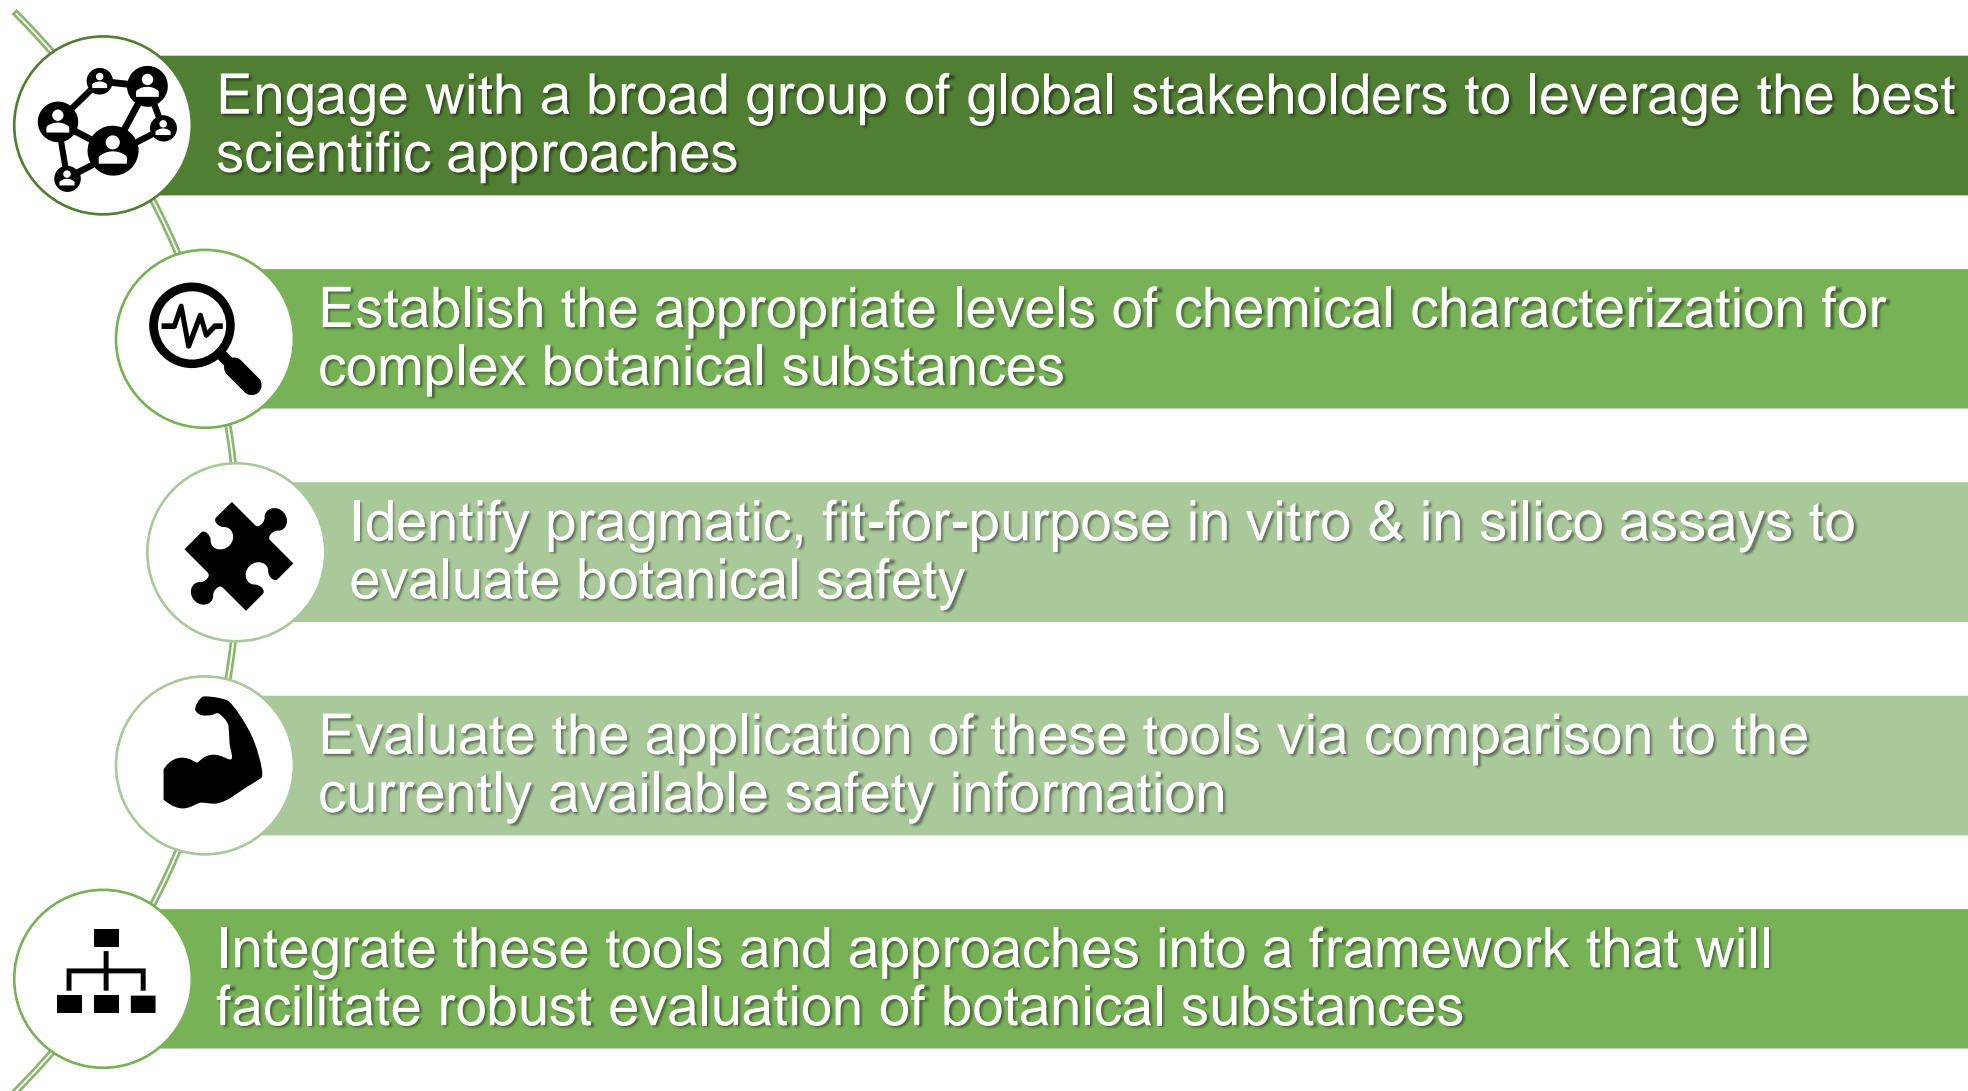 Engage with a broad group of global stakeholders to leverage the best
scientific approaches
Establish the appropriate levels of chemical characterization for
complex botanical substances
Identify pragmatic, fit-for-purpose in vitro & in silico assays to
evaluate botanical safety
Evaluate the application of these tools via comparison to the
currently available safety information
Integrate these tools and approaches into a framework that will
facilitate robust evaluation of botanical substances